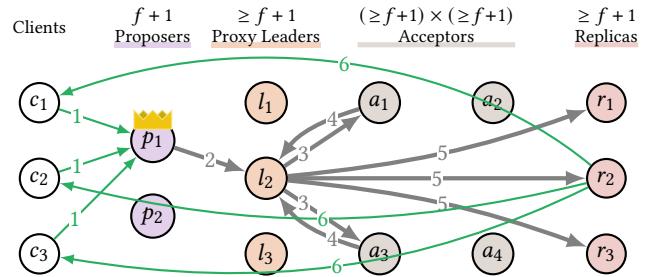 Clients
f + 1
Proposers
≥ f + 1
Proxy Leaders
(≥f+1) × (≥f+1)
Acceptors
≥ f + 1
Replicas
c1
c2
c3
p1
p2
l1
l2
l3
a1
a2
a3
a4
r1
r2
r3
1
1
1
2
3
4
3
4
5
5
5
6
6
6